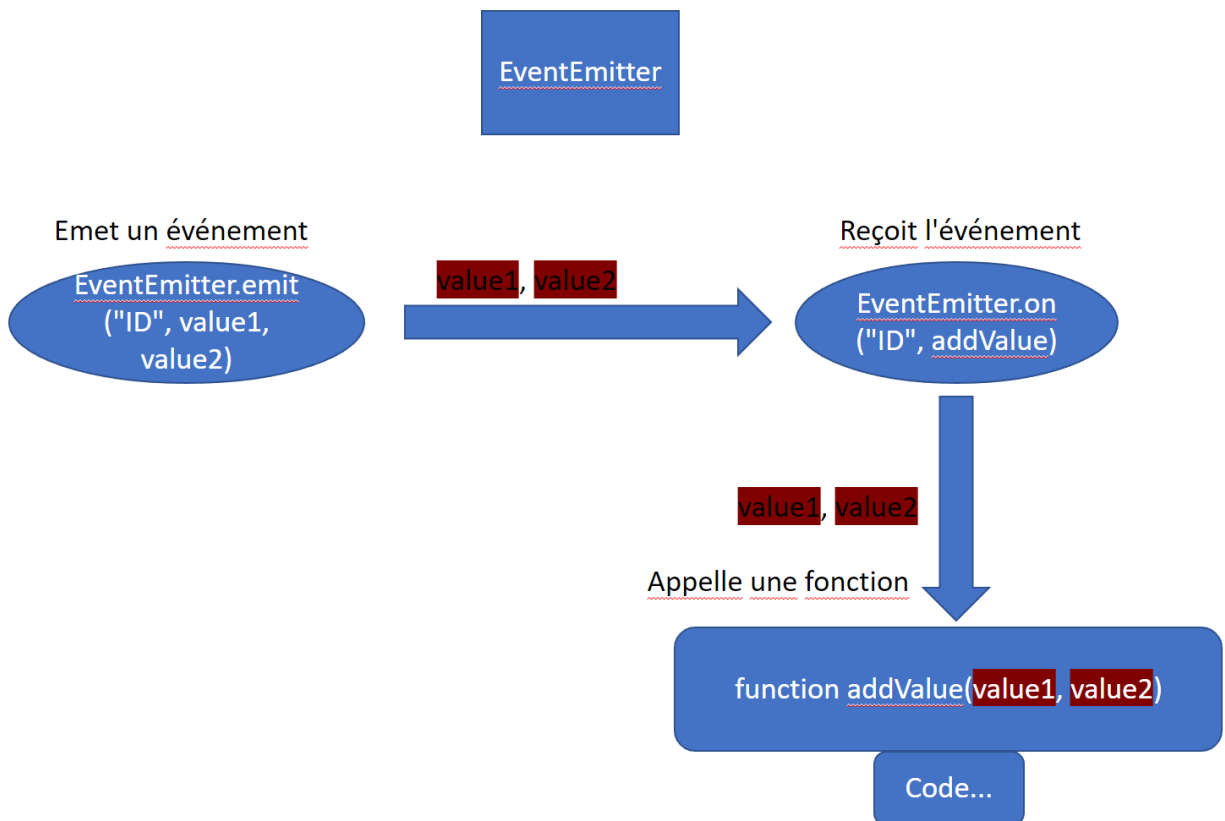 EventEmitter
Emet un événement
Reçoit l'événement
EventEmitter.emit
("ID", value1,
value2)
value1, value2
EventEmitter.on
("ID", addValue)
value1, value2
Appelle une fonction
function addValue(value1, value2)
Code...